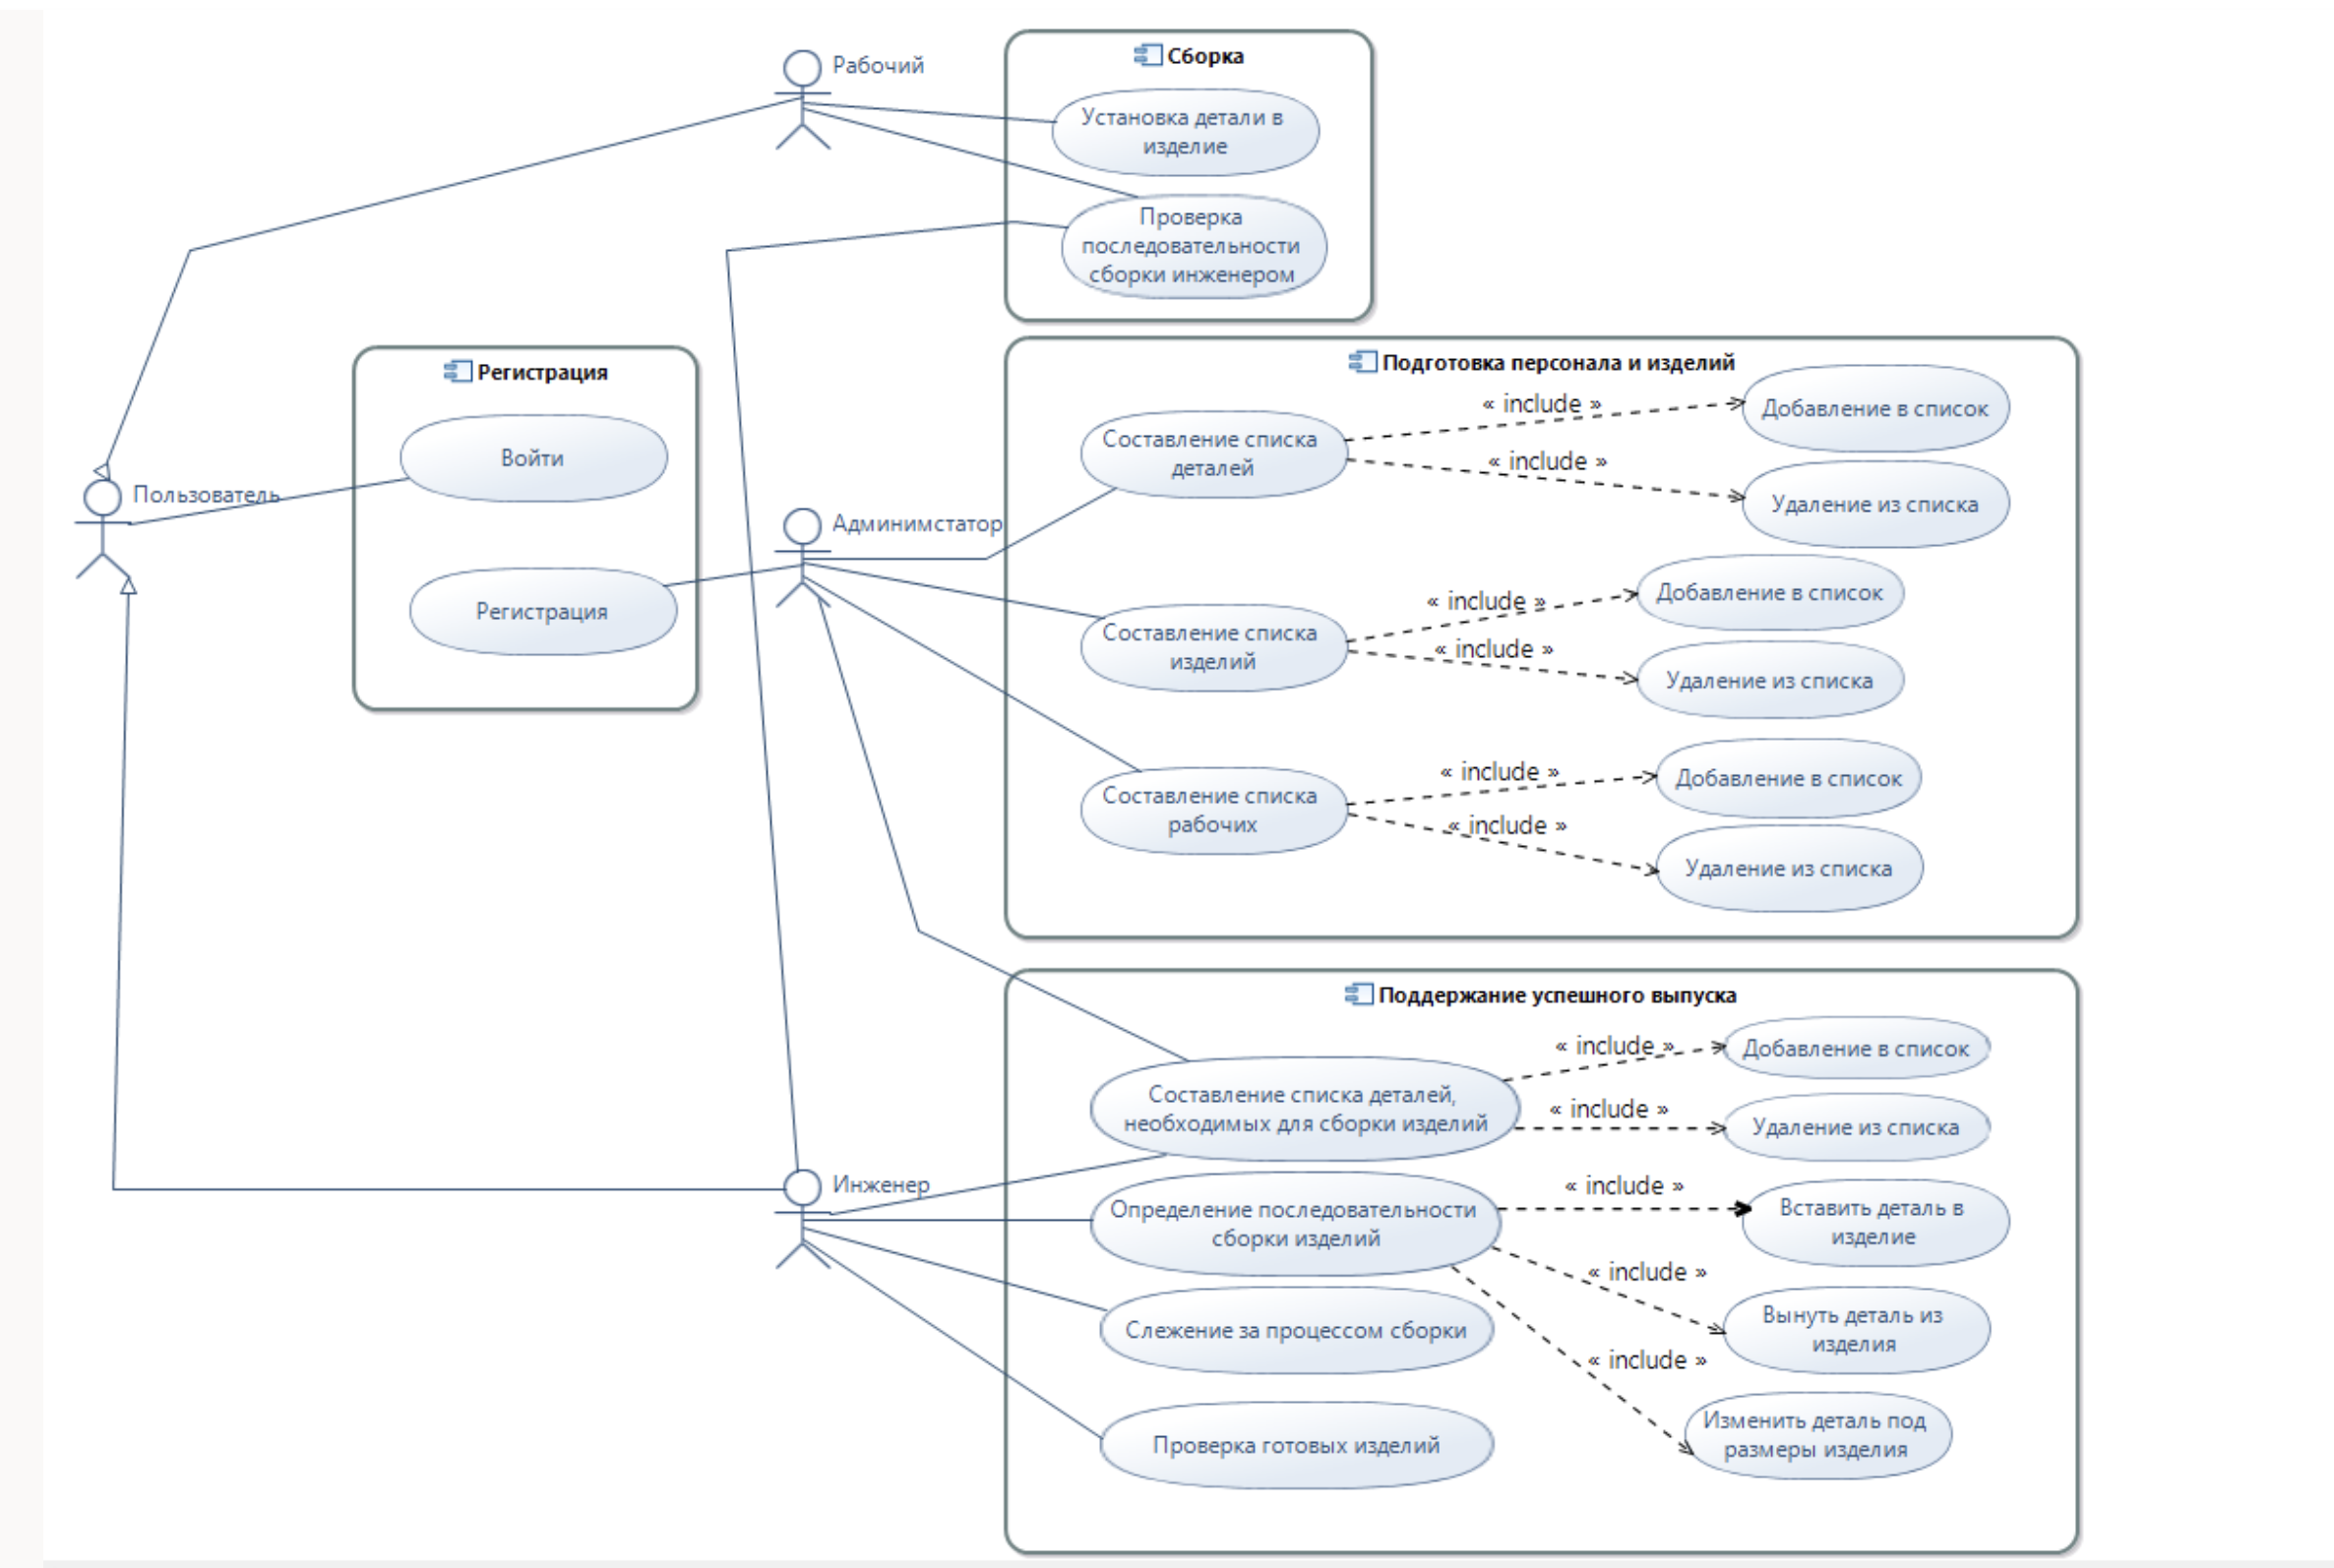 Рабочий
Сборка
Установка детали в
изделие
Проверка
последовательности
сборки инженером
Регистрация
Войти
Регистрация
Пользователь
Админимстатор
Подготовка персонала и изделий
Составление списка
деталей
« include »
Добавление в список
« include »
Удаление из списка
Составление списка
изделий
« include »
Добавление в список
« include »
Удаление из списка
Составление списка
рабочих
« include »
Добавление в список
« include »
Удаление из списка
Поддержание успешного выпуска
Составление списка деталей,
необходимых для сборки изделий
« include »
Добавление в список
« include »
Удаление из списка
Инженер
Определение последовательности
сборки изделий
« include »
Вставить деталь в
изделие
« include »
Вынуть деталь из
изделия
« include »
Изменить деталь под
размеры изделия
Слежение за процессом сборки
Проверка готовых изделий